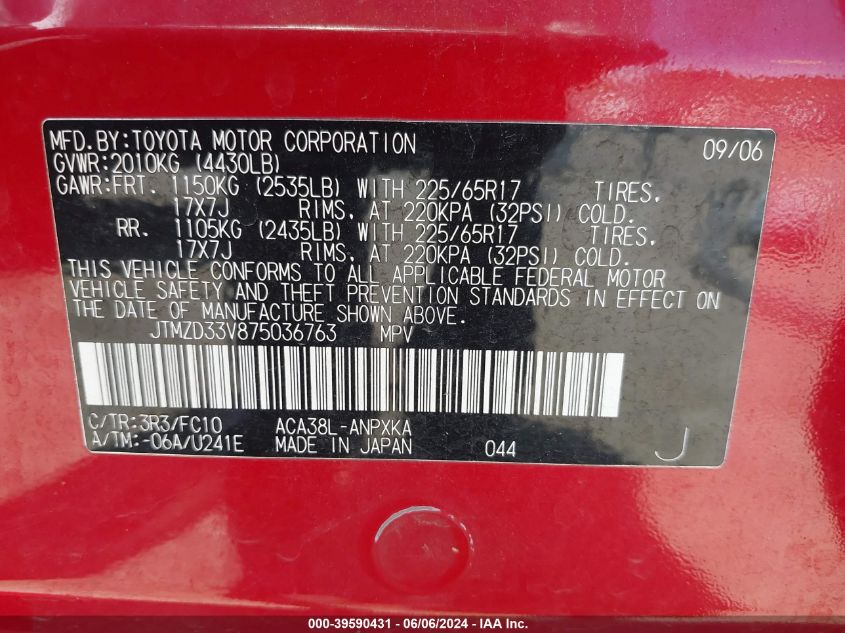 MFD.BY:TOYOTA MOTOR CORPORATION 09/06
GVWR:2010KG (4430LB)
GAWR:FRT. 1150KG (2535LB) WITH 225/65R17 TIRES,
17X7J RIMS, AT 220KPA (32PSI) COLD.
RR. 1105KG (2435LB) WITH 225/65R17 TIRES,
17X7J RIMS, AT 220KPA (32PSI) COLD.
THIS VEHICLE CONFORMS TO ALL APPLICABLE FEDERAL MOTOR
VEHICLE SAFETY AND THEFT PREVENTION STANDARDS IN EFFECT ON
THE DATE OF MANUFACTURE SHOWN ABOVE.
JTMZD33V875036763 MPV
C/TR:3R3/FC10 ACA38L-ANPXKA
A/TM:-06A/U241E MADE IN JAPAN 044 J
000-39590431 - 06/06/2024 - IAA Inc.